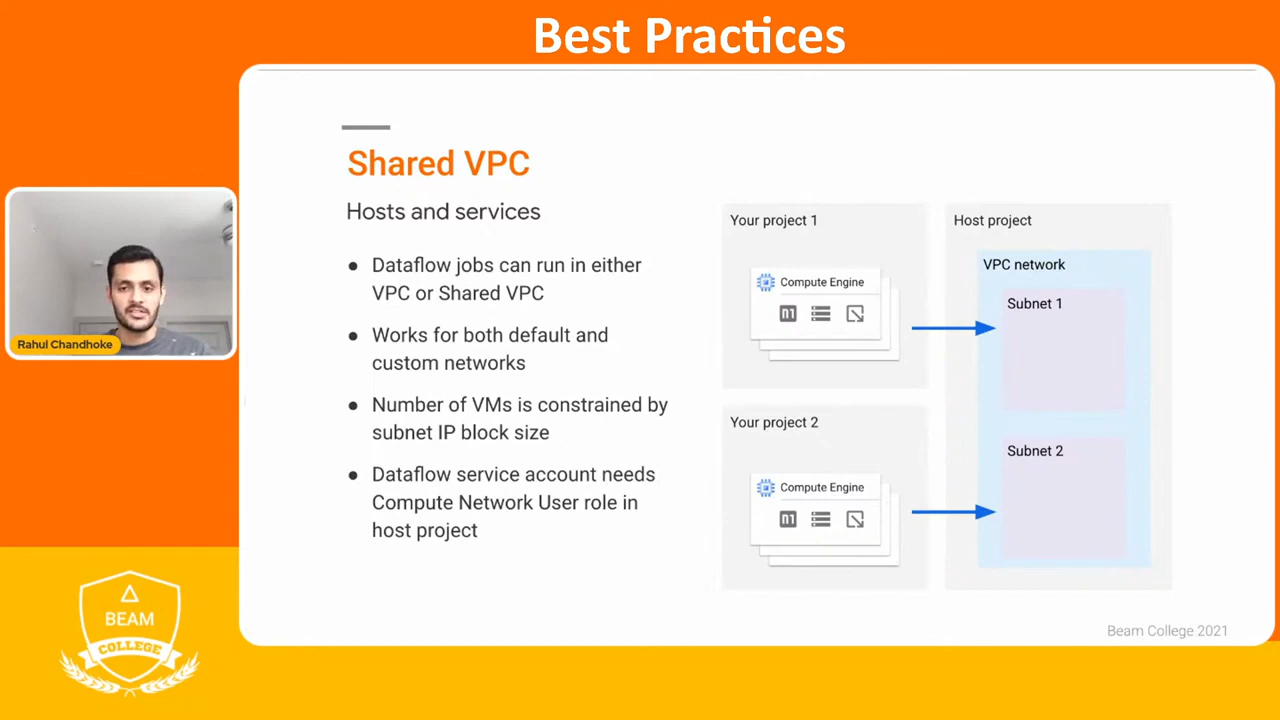 Best Practices
Shared VPC
Hosts and services
● Dataflow jobs can run in either
VPC or Shared VPC
● Works for both default and
custom networks
● Number of VMs is constrained by
subnet IP block size
● Dataflow service account needs
Compute Network User role in
host project
Your project 1
Compute Engine
Your project 2
Compute Engine
Host project
VPC network
Subnet 1
Subnet 2
Rahul Chandhoke
BEAM
COLLEGE
Beam College 2021